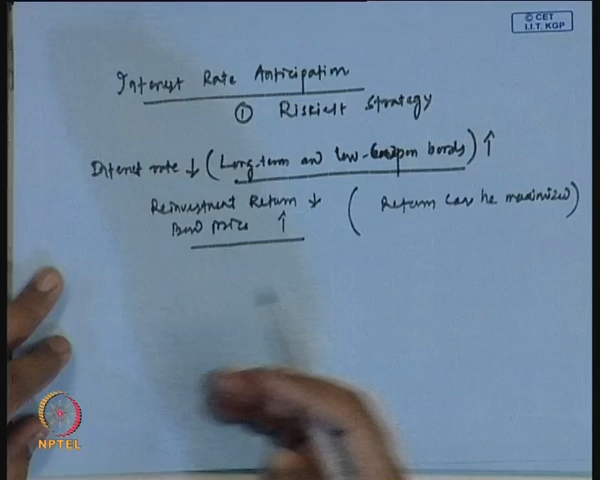 © CET
I.I.T. KGP
Interest Rate Anticipation
① Riskiest Strategy
Interest rate ↓ (Long-term and low-coupon bonds) ↑
Reinvestment Return ↓ (Return can be maximized)
Bond price ↑
NPTEL